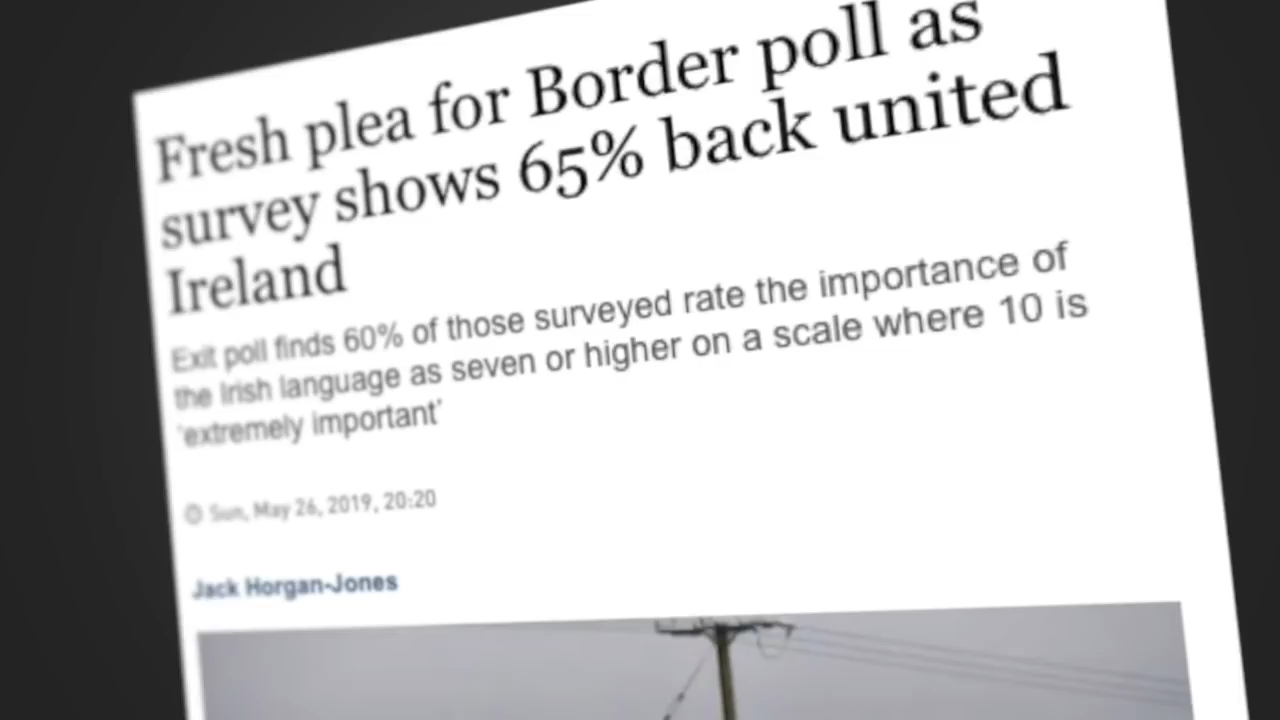 Fresh plea for Border poll as
survey shows 65% back united
Ireland
Exit poll finds 60% of those surveyed rate the importance of
the Irish language as seven or higher on a scale where 10 is
'extremely important'
Sun, May 26, 2019, 20:20
Jack Horgan-Jones